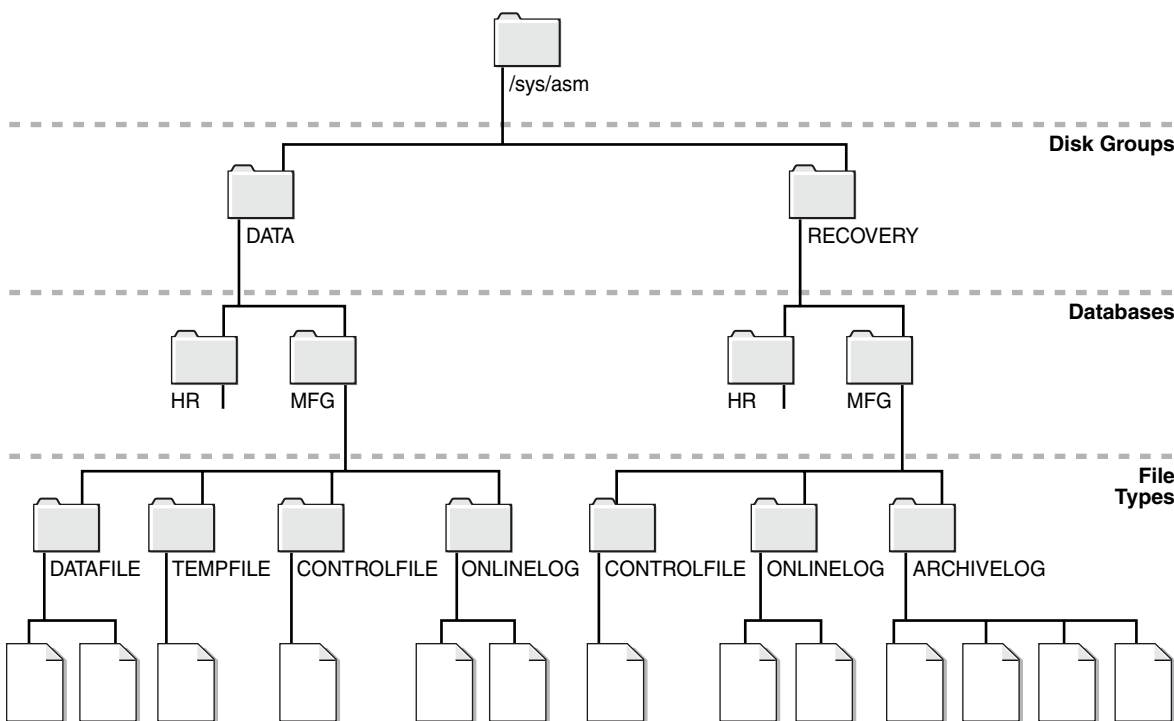 /sys/asm
Disk Groups
DATA
RECOVERY
Databases
HR
MFG
HR
MFG
File
Types
DATAFILE
TEMPFILE
CONTROLFILE
ONLINELOG
CONTROLFILE
ONLINELOG
ARCHIVELOG